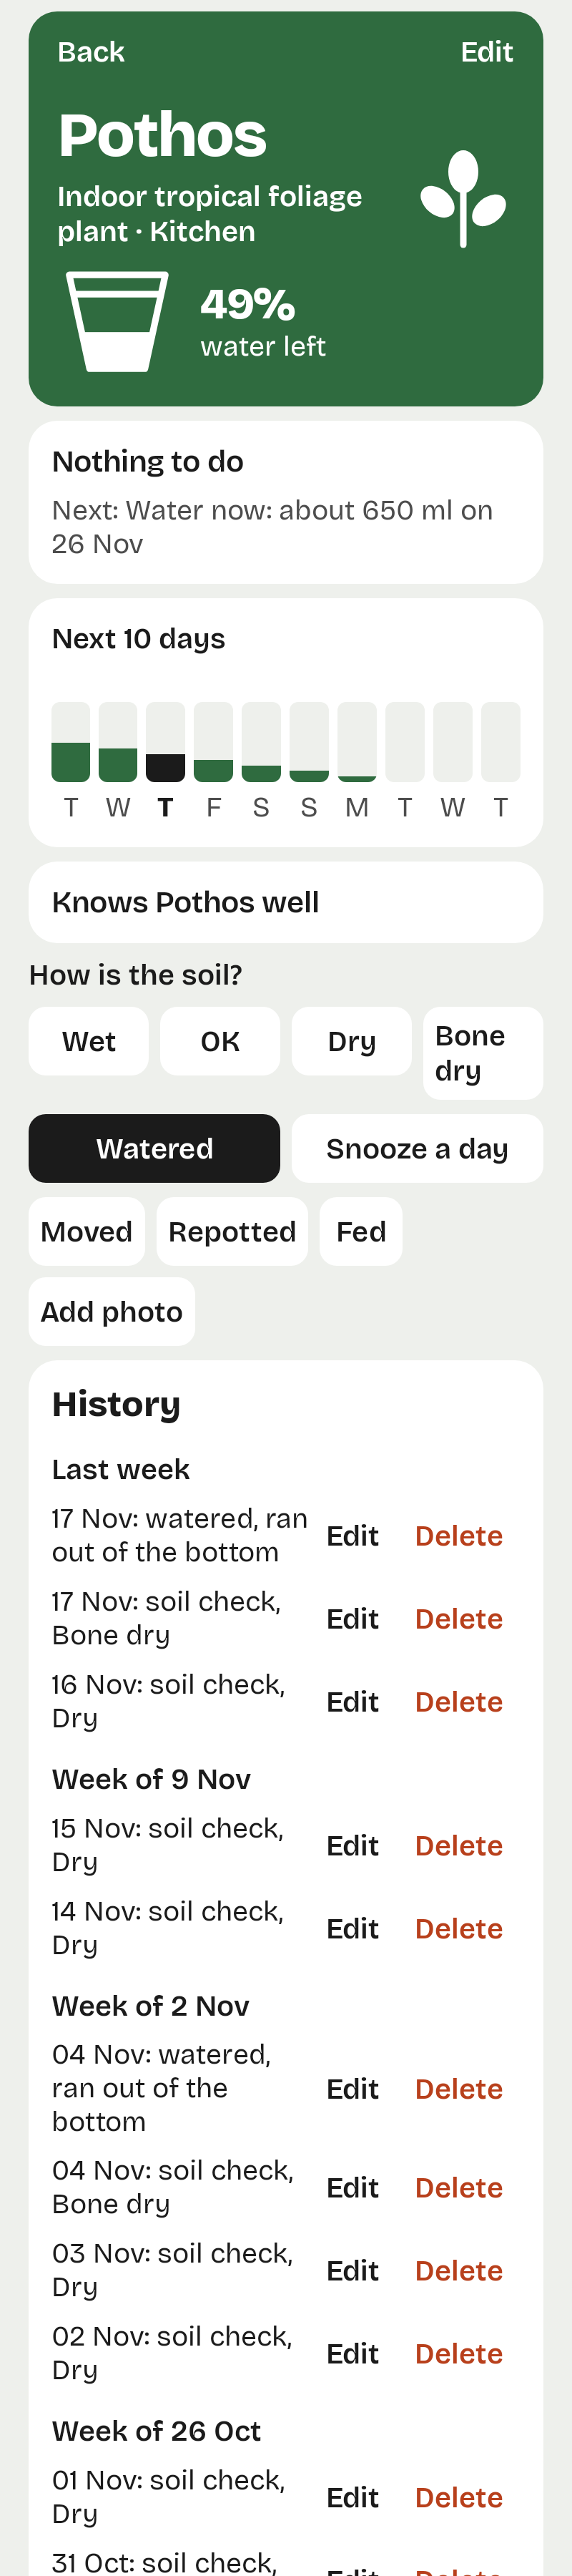 Back
Edit
Pothos
Indoor tropical foliage
plant · Kitchen
49%
water left
Nothing to do
Next: Water now: about 650 ml on
26 Nov
Next 10 days
T W T F S S M T W T
Knows Pothos well
How is the soil?
Wet
OK
Dry
Bone
dry
Watered
Snooze a day
Moved
Repotted
Fed
Add photo
History
Last week
17 Nov: watered, ran
out of the bottom
Edit
Delete
17 Nov: soil check,
Bone dry
Edit
Delete
16 Nov: soil check,
Dry
Edit
Delete
Week of 9 Nov
15 Nov: soil check,
Dry
Edit
Delete
14 Nov: soil check,
Dry
Edit
Delete
Week of 2 Nov
04 Nov: watered,
ran out of the
bottom
Edit
Delete
04 Nov: soil check,
Bone dry
Edit
Delete
03 Nov: soil check,
Dry
Edit
Delete
02 Nov: soil check,
Dry
Edit
Delete
Week of 26 Oct
01 Nov: soil check,
Dry
Edit
Delete
31 Oct: soil check,